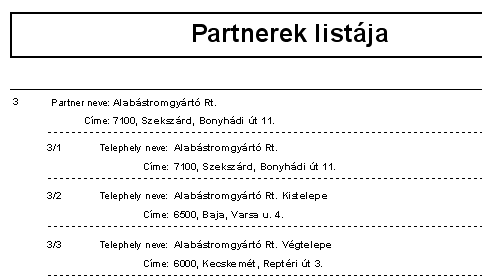 Partnerek listája
3 Partner neve: Alabástromgyártó Rt.
Címe: 7100, Szekszárd, Bonyhádi út 11.
3/1 Telephely neve: Alabástromgyártó Rt.
Címe: 7100, Szekszárd, Bonyhádi út 11.
3/2 Telephely neve: Alabástromgyártó Rt. Kistelepe
Címe: 6500, Baja, Varsa u. 4.
3/3 Telephely neve: Alabástromgyártó Rt. Végtelepe
Címe: 6000, Kecskemét, Reptéri út 3.